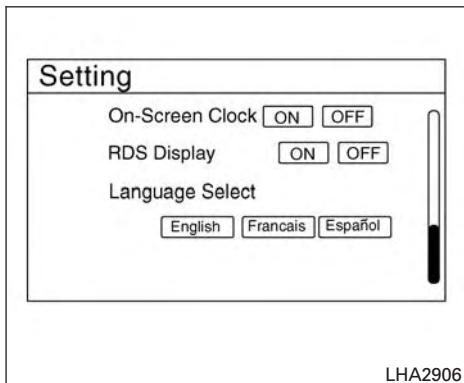 Setting
On-Screen Clock ON OFF
RDS Display ON OFF
Language Select
English Francais Español
LHA2906